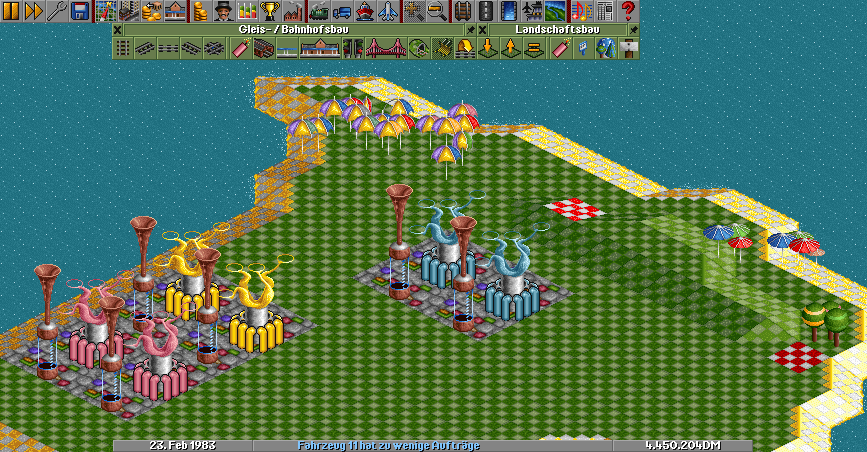 Gleis- / Bahnhofsbau
Landschaftsbau
23. Feb 1983
Fahrzeug 11 hat zu wenige Aufträge
4.450.204DM